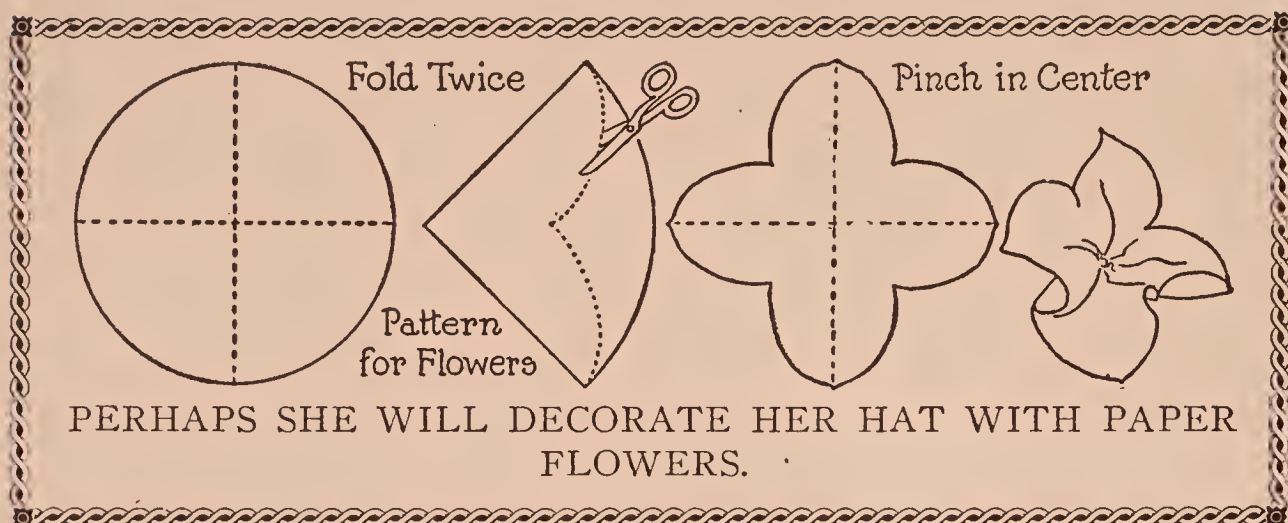 Fold Twice
Pinch in Center
Pattern
for Flowers
PERHAPS SHE WILL DECORATE HER HAT WITH PAPER
FLOWERS.